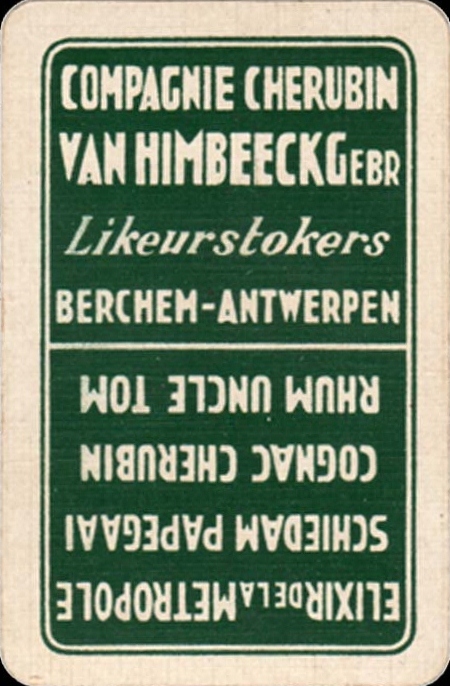 COMPAGNIE CHERUBIN
VAN HIMBEECK GEBR
Likeurstokers
BERCHEM-ANTWERPEN
ELIXIR DE LA METROPOLE
SCHIEDAM PAPEGAAI
COGNAC CHERUBIN
RHUM UNCLE TOM